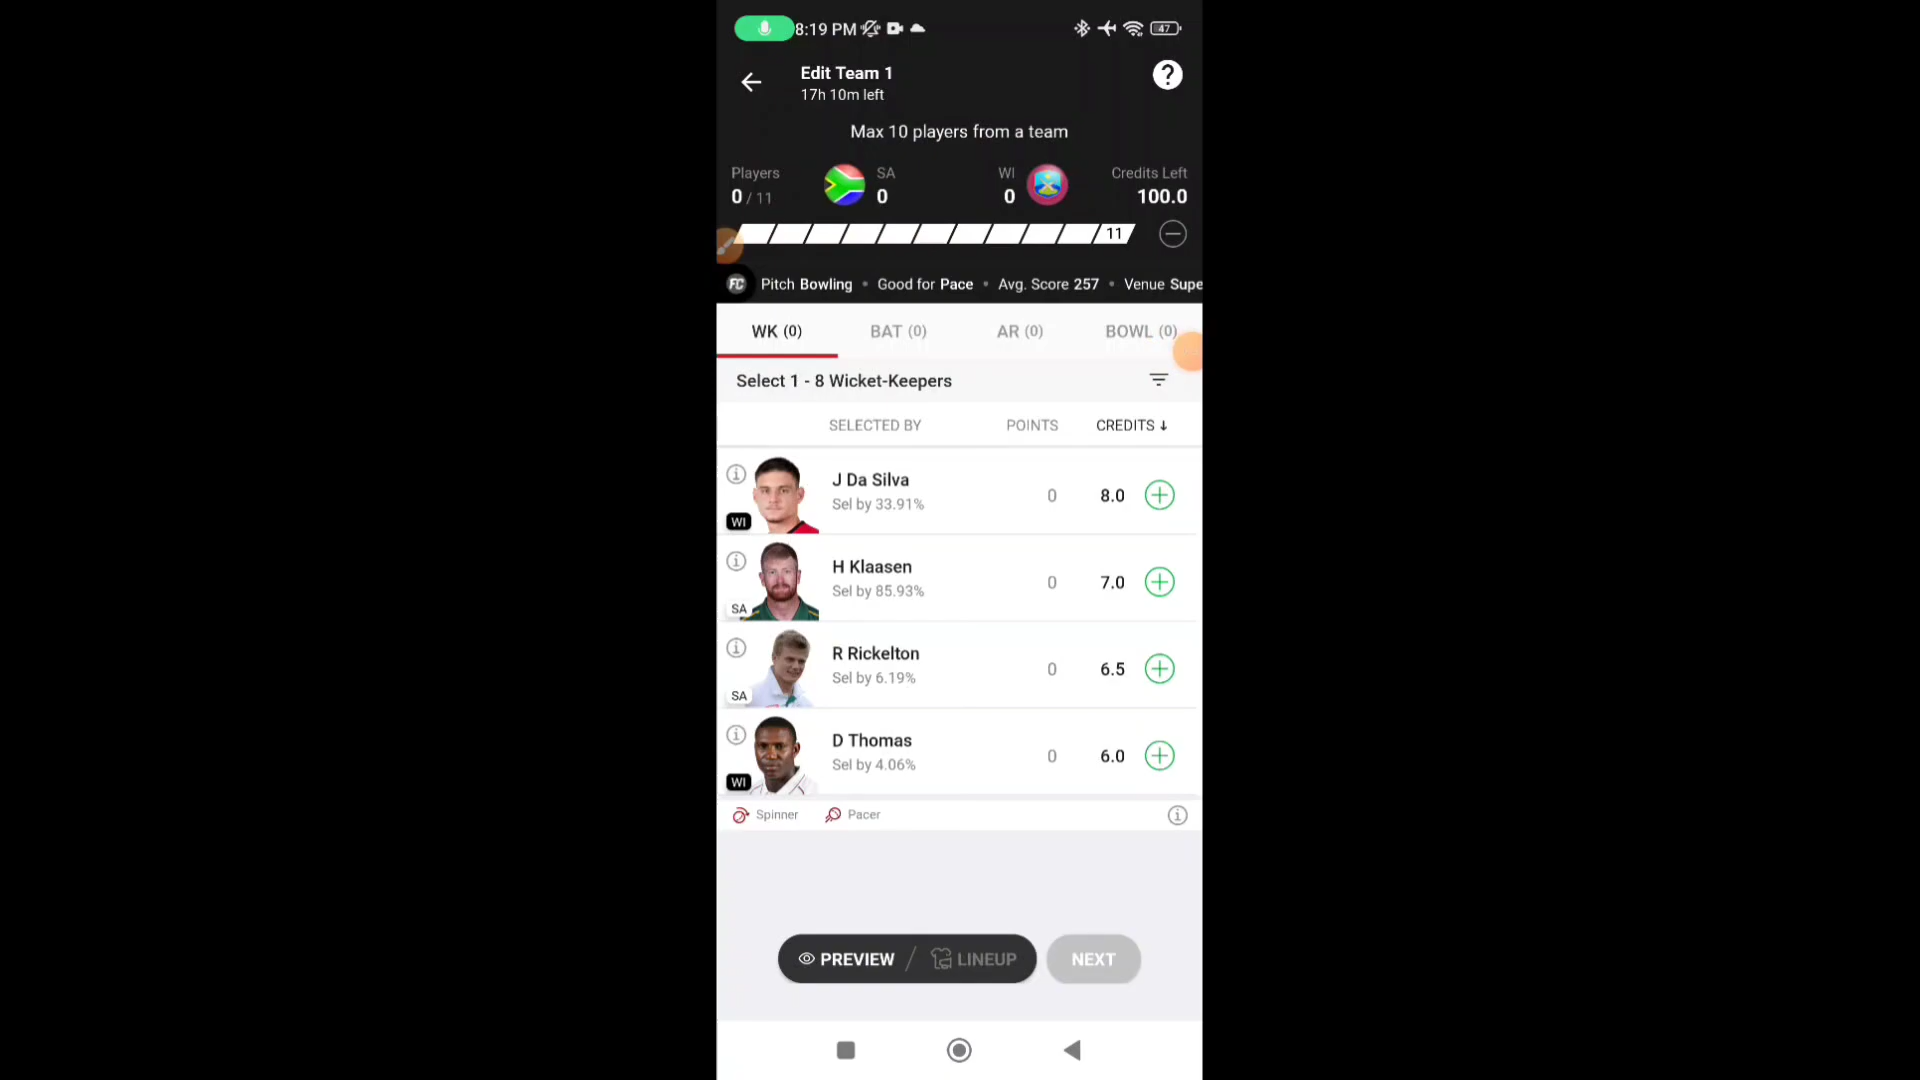 8:19 PM
47
Edit Team 1
17h 10m left
?
Max 10 players from a team
Players
0 / 11
SA
0
WI
0
Credits Left
100.0
11
FC Pitch Bowling • Good for Pace • Avg. Score 257 • Venue Supe
WK (0) BAT (0) AR (0) BOWL (0)
Select 1 - 8 Wicket-Keepers
SELECTED BY POINTS CREDITS ↓
J Da Silva
Sel by 33.91%
0 8.0
WI
H Klaasen
Sel by 85.93%
0 7.0
SA
R Rickelton
Sel by 6.19%
0 6.5
SA
D Thomas
Sel by 4.06%
0 6.0
WI
Spinner Pacer
PREVIEW / LINEUP NEXT